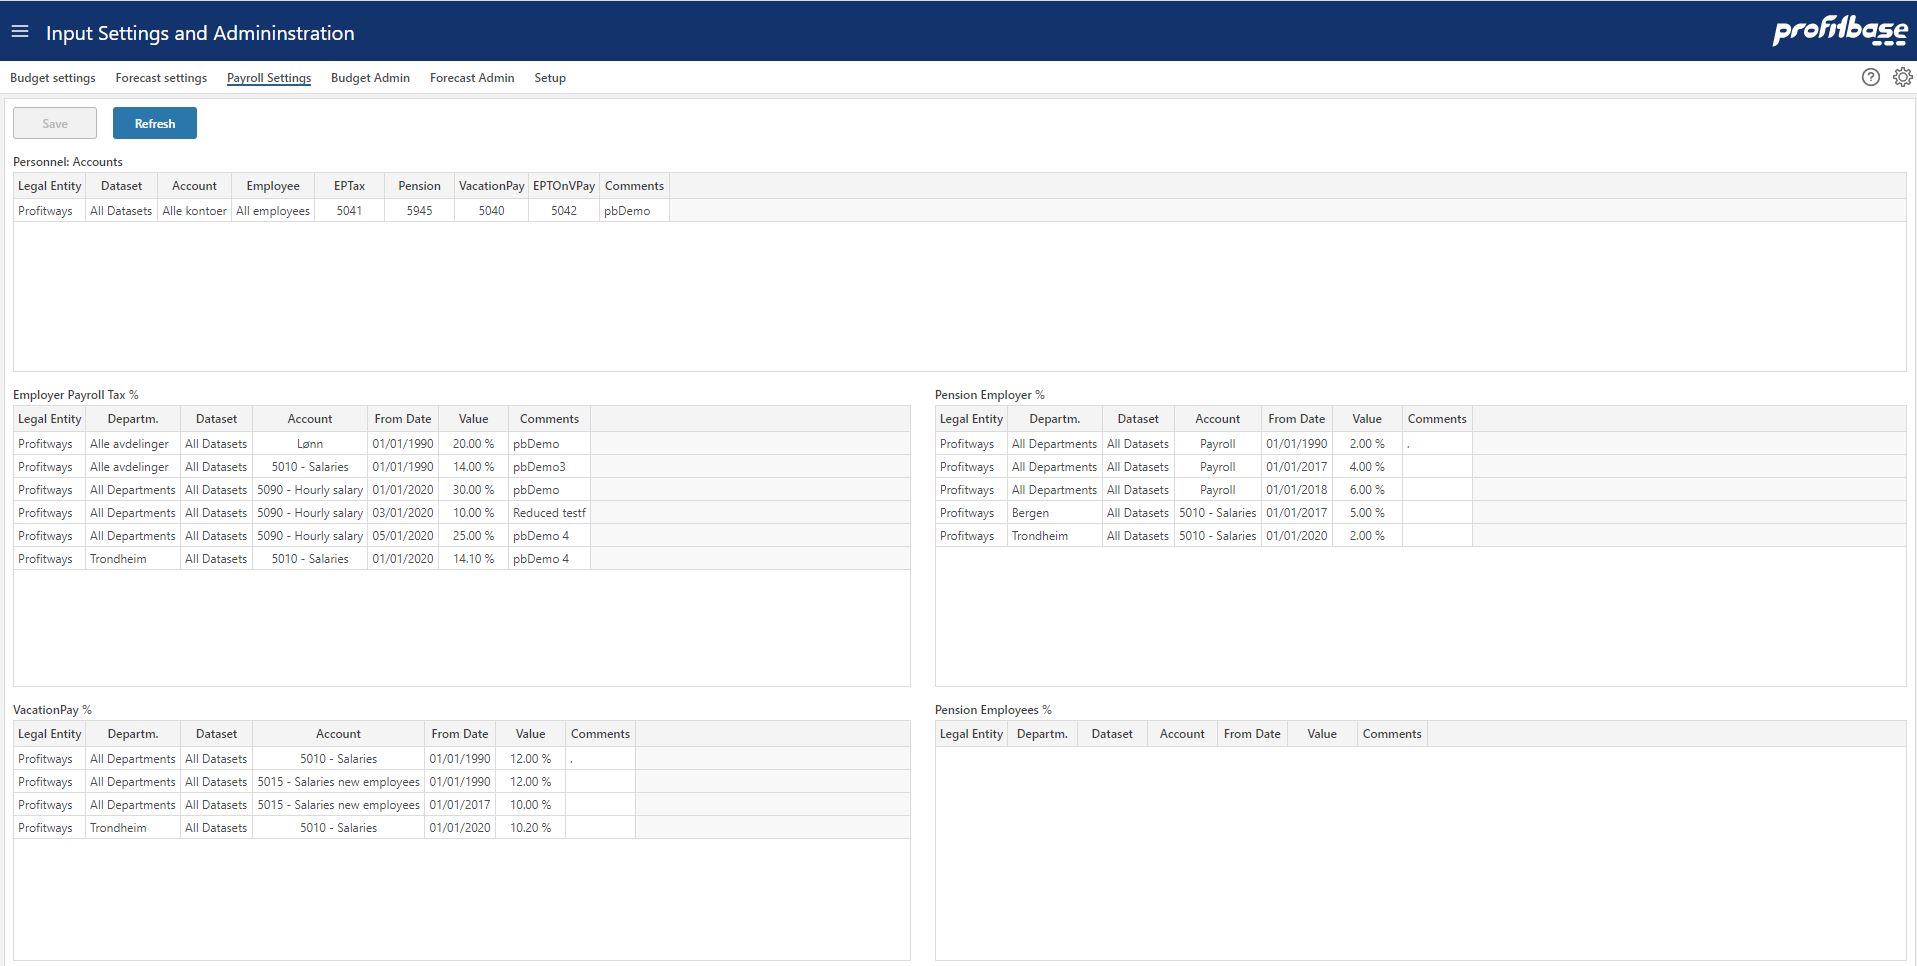 Input Settings and Admininstration
profitbase
Budget settings Forecast settings Payroll Settings Budget Admin Forecast Admin Setup ?
Save Refresh
Personnel: Accounts
Legal Entity Dataset Account Employee EPTax Pension VacationPay EPTOnVPay Comments
Profitways All Datasets Alle kontoer All employees 5041 5945 5040 5042 pbDemo
Employer Payroll Tax %
Legal Entity Departm. Dataset Account From Date Value Comments
Profitways Alle avdelinger All Datasets Lønn 01/01/1990 20.00 % pbDemo
Profitways Alle avdelinger All Datasets 5010 - Salaries 01/01/1990 14.00 % pbDemo3
Profitways All Departments All Datasets 5090 - Hourly salary 01/01/2020 30.00 % pbDemo
Profitways All Departments All Datasets 5090 - Hourly salary 03/01/2020 10.00 % Reduced testf
Profitways All Departments All Datasets 5090 - Hourly salary 05/01/2020 25.00 % pbDemo 4
Profitways Trondheim All Datasets 5010 - Salaries 01/01/2020 14.10 % pbDemo 4
Pension Employer %
Legal Entity Departm. Dataset Account From Date Value Comments
Profitways All Departments All Datasets Payroll 01/01/1990 2.00 % .
Profitways All Departments All Datasets Payroll 01/01/2017 4.00 %
Profitways All Departments All Datasets Payroll 01/01/2018 6.00 %
Profitways Bergen All Datasets 5010 - Salaries 01/01/2017 5.00 %
Profitways Trondheim All Datasets 5010 - Salaries 01/01/2020 2.00 %
VacationPay %
Legal Entity Departm. Dataset Account From Date Value Comments
Profitways All Departments All Datasets 5010 - Salaries 01/01/1990 12.00 % .
Profitways All Departments All Datasets 5015 - Salaries new employees 01/01/1990 12.00 %
Profitways All Departments All Datasets 5015 - Salaries new employees 01/01/2017 10.00 %
Profitways Trondheim All Datasets 5010 - Salaries 01/01/2020 10.20 %
Pension Employees %
Legal Entity Departm. Dataset Account From Date Value Comments